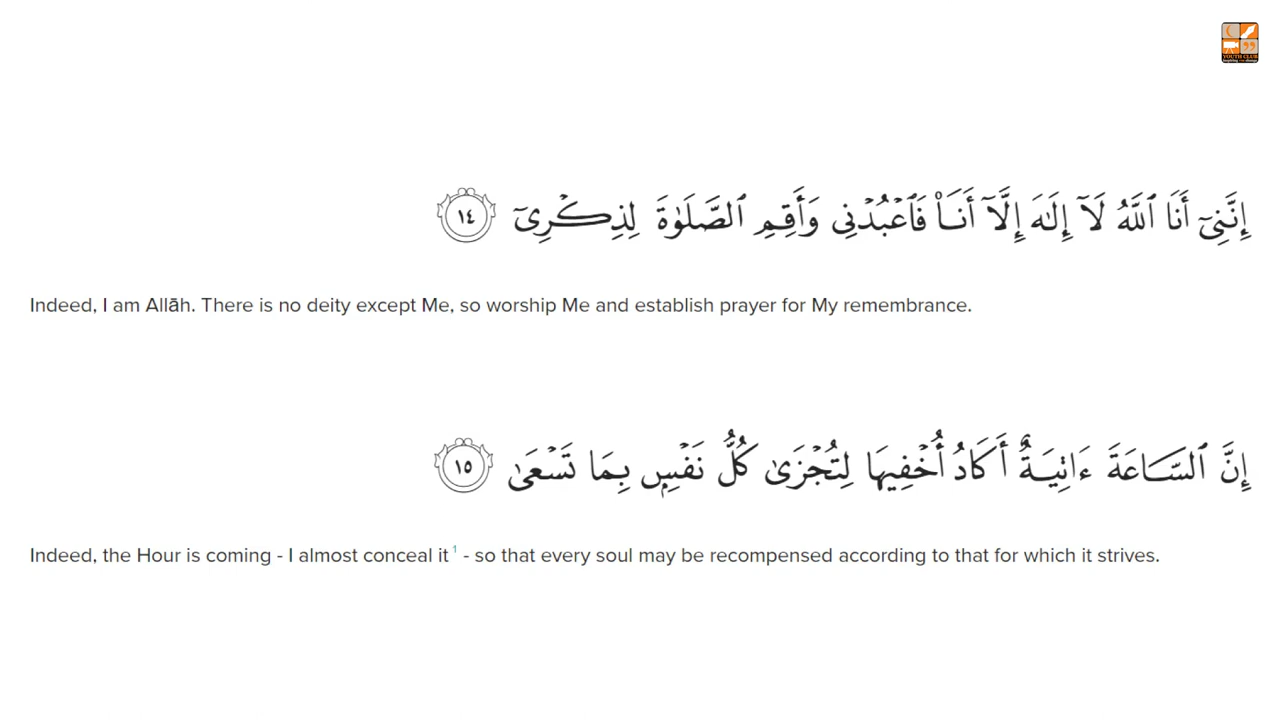 YOUTH CLUB
إِنَّنِىٓ أَنَا ٱللَّهُ لَآ إِلَـٰهَ إِلَّآ أَنَا۠ فَٱعْبُدْنِى وَأَقِمِ ٱلصَّلَوٰةَ لِذِكْرِىٓ ١٤
Indeed, I am Allāh. There is no deity except Me, so worship Me and establish prayer for My remembrance.
إِنَّ ٱلسَّاعَةَ ءَاتِيَةٌ أَكَادُ أُخْفِيهَا لِتُجْزَىٰ كُلُّ نَفْسٍۭ بِمَا تَسْعَىٰ ١٥
Indeed, the Hour is coming - I almost conceal it ¹ - so that every soul may be recompensed according to that for which it strives.